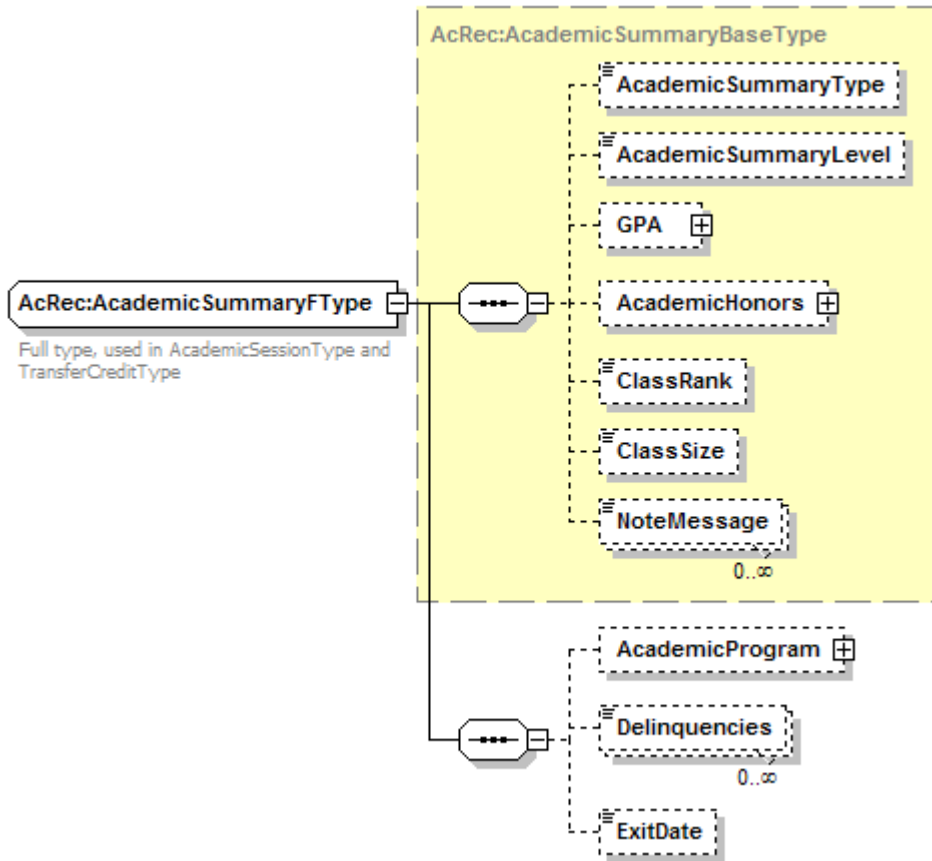 AcRec:AcademicSummaryBaseType
AcademicSummaryType
AcademicSummaryLevel
GPA
AcRec:AcademicSummaryFType
AcademicHonors
Full type, used in AcademicSessionType and
TransferCreditType
ClassRank
ClassSize
NoteMessage
0..∞
AcademicProgram
Delinquencies
0..∞
ExitDate